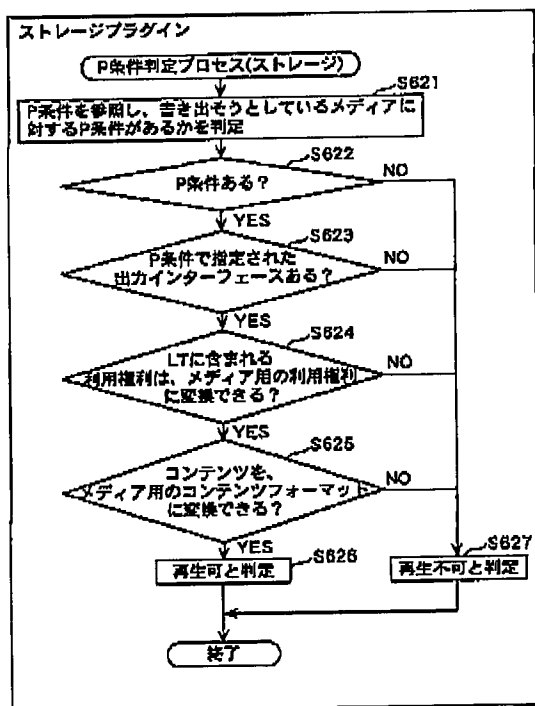 ストレージプラグイン
P条件判定プロセス(ストレージ)
S621
P条件を参照し、書き出そうとしているメディアに
対するP条件があるかを判定
S622
P条件ある？
NO
YES
S623
P条件で指定された
出力インターフェースある？
NO
YES
S624
LTに含まれる
利用権利は、メディア用の利用権利
に変換できる？
NO
YES
S625
コンテンツを、
メディア用のコンテンツフォーマット
に変換できる？
NO
YES
S626
再生可と判定
S627
再生不可と判定
終了